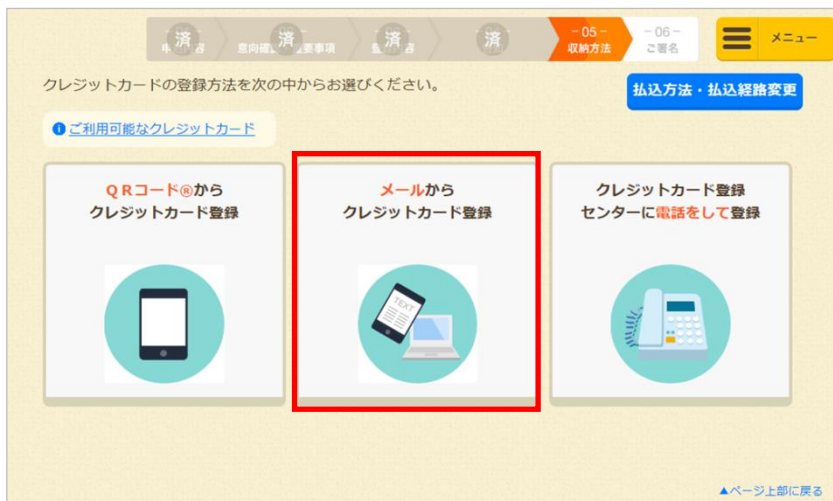 済
済
済
済
意向確
要事項
- 05 -
収納方法
- 06 -
ご署名
メニュー
クレジットカードの登録方法を次の中からお選びください。
払込方法・払込経路変更
ご利用可能なクレジットカード
QRコード®から
クレジットカード登録
メールから
クレジットカード登録
クレジットカード登録
センターに電話をして登録
TEXT
▲ページ上部に戻る